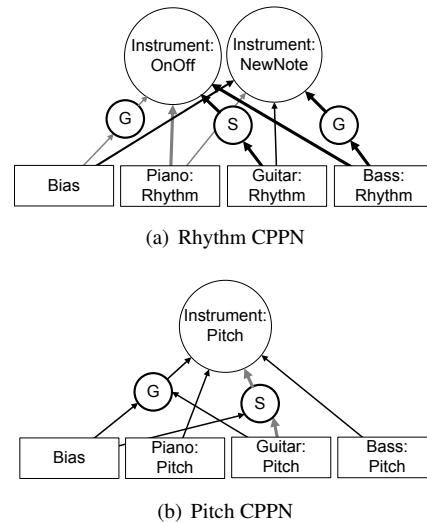 Instrument:
OnOff
Instrument:
NewNote
G
S
G
Bias
Piano:
Rhythm
Guitar:
Rhythm
Bass:
Rhythm
(a) Rhythm CPPN
Instrument:
Pitch
G
S
Bias
Piano:
Pitch
Guitar:
Pitch
Bass:
Pitch
(b) Pitch CPPN